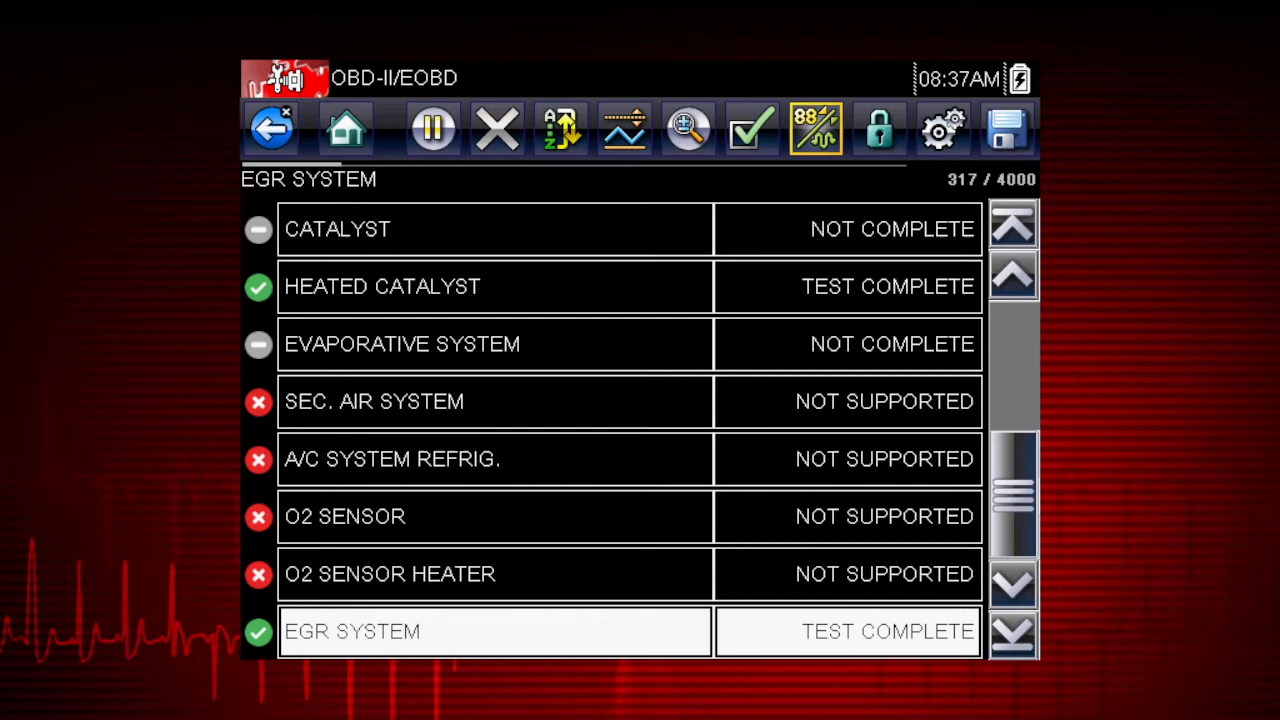 OBD-II/EOBD 08:37AM
88
A
Z
EGR SYSTEM 317 / 4000
CATALYST NOT COMPLETE
HEATED CATALYST TEST COMPLETE
EVAPORATIVE SYSTEM NOT COMPLETE
SEC. AIR SYSTEM NOT SUPPORTED
A/C SYSTEM REFRIG. NOT SUPPORTED
O2 SENSOR NOT SUPPORTED
O2 SENSOR HEATER NOT SUPPORTED
EGR SYSTEM TEST COMPLETE